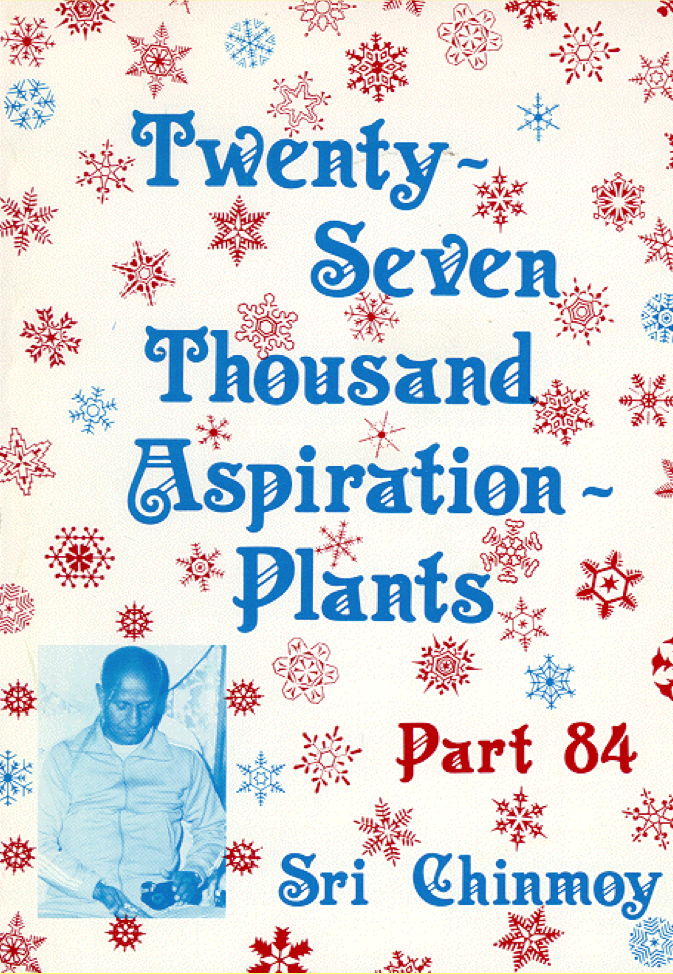 Twenty-
Seven
Thousand
Aspiration-
Plants
Part 84
Sri Chinmoy